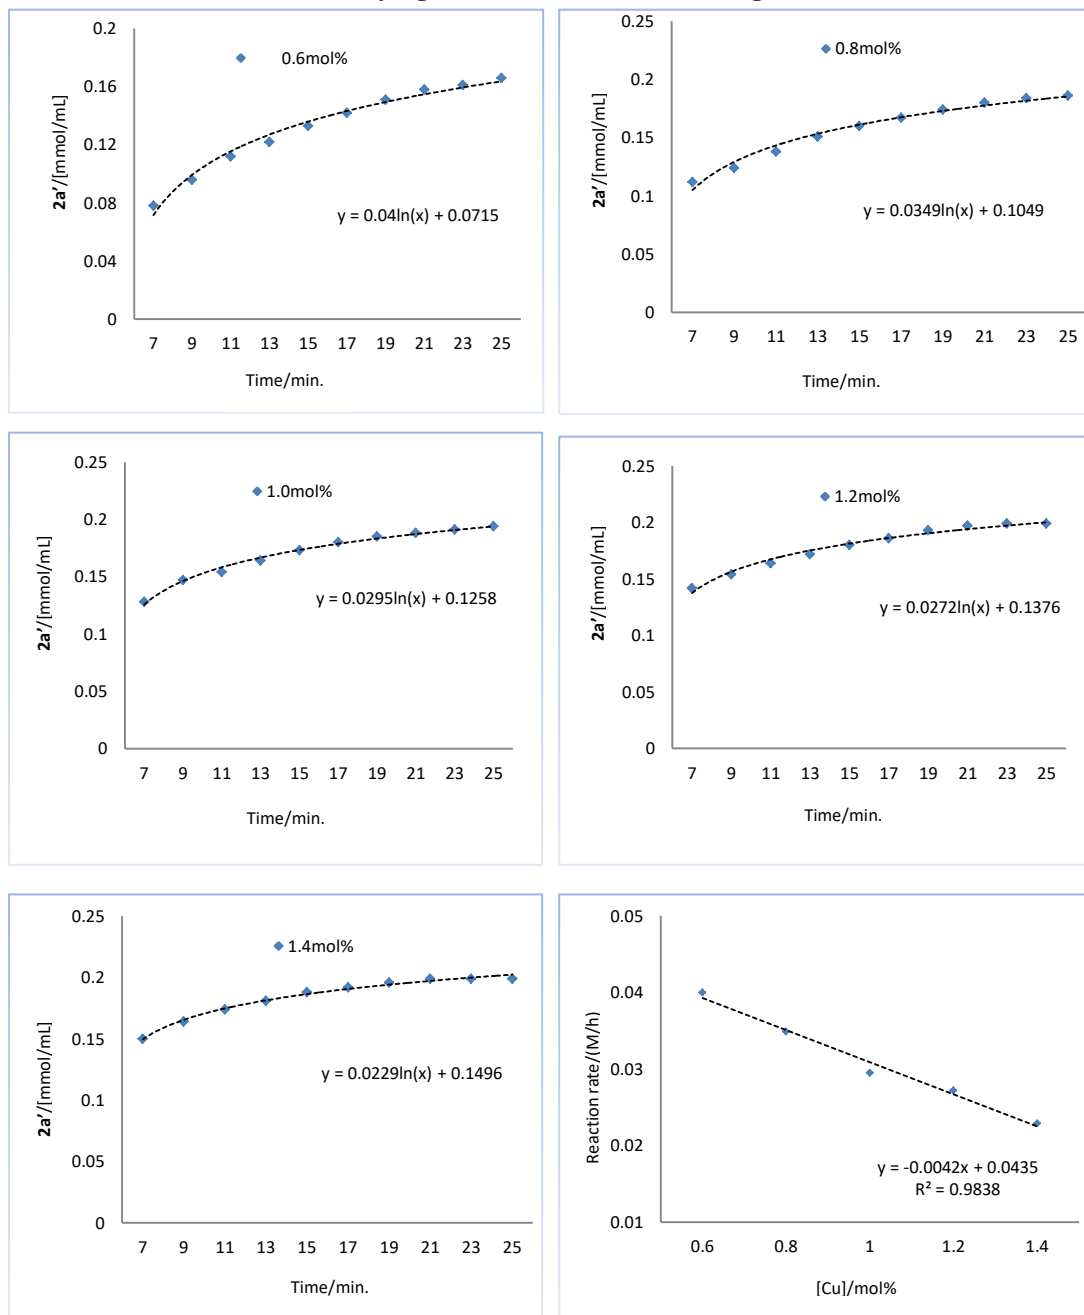 0.6mol%
0.2
0.16
0.12
0.08
0.04
0
2a'/[mmol/mL]
y = 0.04ln(x) + 0.0715
7 9 11 13 15 17 19 21 23 25
Time/min.
0.8mol%
0.25
0.2
0.15
0.1
0.05
0
2a'/[mmol/mL]
y = 0.0349ln(x) + 0.1049
7 9 11 13 15 17 19 21 23 25
Time/min.
1.0mol%
0.25
0.2
0.15
0.1
0.05
0
2a'/[mmol/mL]
y = 0.0295ln(x) + 0.1258
7 9 11 13 15 17 19 21 23 25
Time/min.
1.2mol%
0.25
0.2
0.15
0.1
0.05
0
2a'/[mmol/mL]
y = 0.0272ln(x) + 0.1376
7 9 11 13 15 17 19 21 23 25
Time/min.
1.4mol%
0.25
0.2
0.15
0.1
0.05
0
2a'/[mmol/mL]
y = 0.0229ln(x) + 0.1496
7 9 11 13 15 17 19 21 23 25
Time/min.
0.05
0.04
0.03
0.02
0.01
Reaction rate/(M/h)
y = -0.0042x + 0.0435
R² = 0.9838
0.6 0.8 1 1.2 1.4
[Cu]/mol%